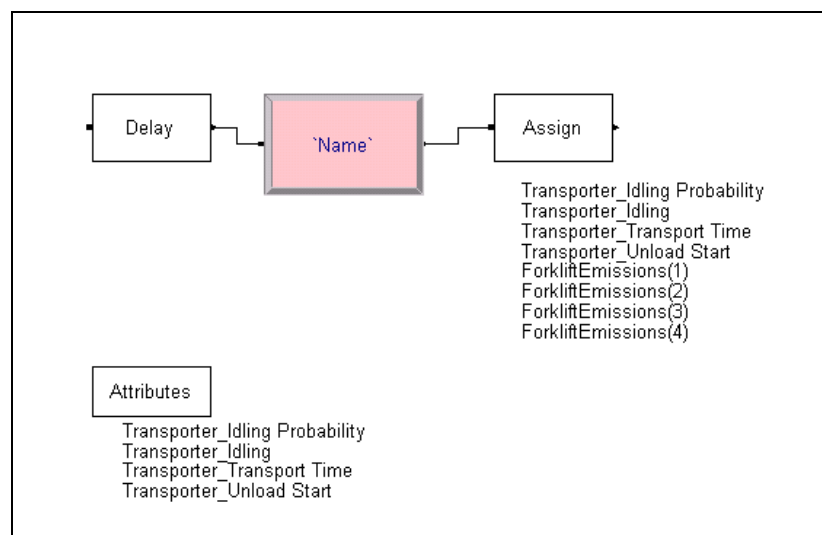 Delay
`Name`
Assign
Transporter_Idling Probability
Transporter_Idling
Transporter_Transport Time
Transporter_Unload Start
ForkliftEmissions(1)
ForkliftEmissions(2)
ForkliftEmissions(3)
ForkliftEmissions(4)
Attributes
Transporter_Idling Probability
Transporter_Idling
Transporter_Transport Time
Transporter_Unload Start